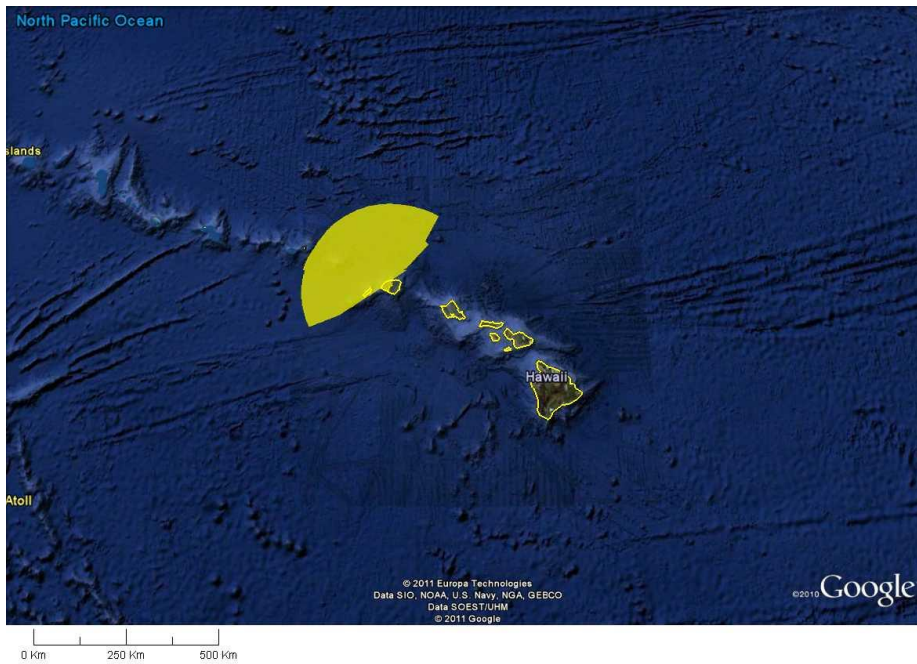 North Pacific Ocean
slands
Hawaii
Atoll
© 2011 Europa Technologies
Data SIO, NOAA, U.S. Navy, NGA, GEBCO
Data SOEST/UHM
© 2011 Google
©2010 Google
0 Km 250 Km 500 Km